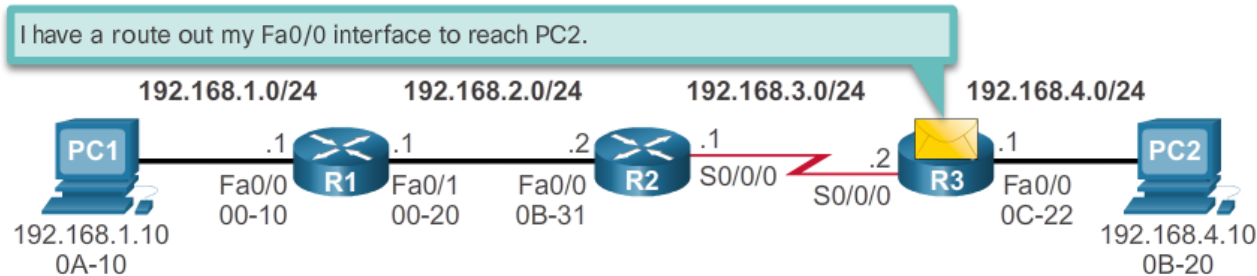 I have a route out my Fa0/0 interface to reach PC2.
192.168.1.0/24 192.168.2.0/24 192.168.3.0/24 192.168.4.0/24
PC1 .1 R1 .1 .2 R2 .1 .2 R3 .1 PC2
Fa0/0 Fa0/1 Fa0/0 S0/0/0 S0/0/0 Fa0/0
00-10 00-20 0B-31 0C-22
192.168.1.10 192.168.4.10
0A-10 0B-20